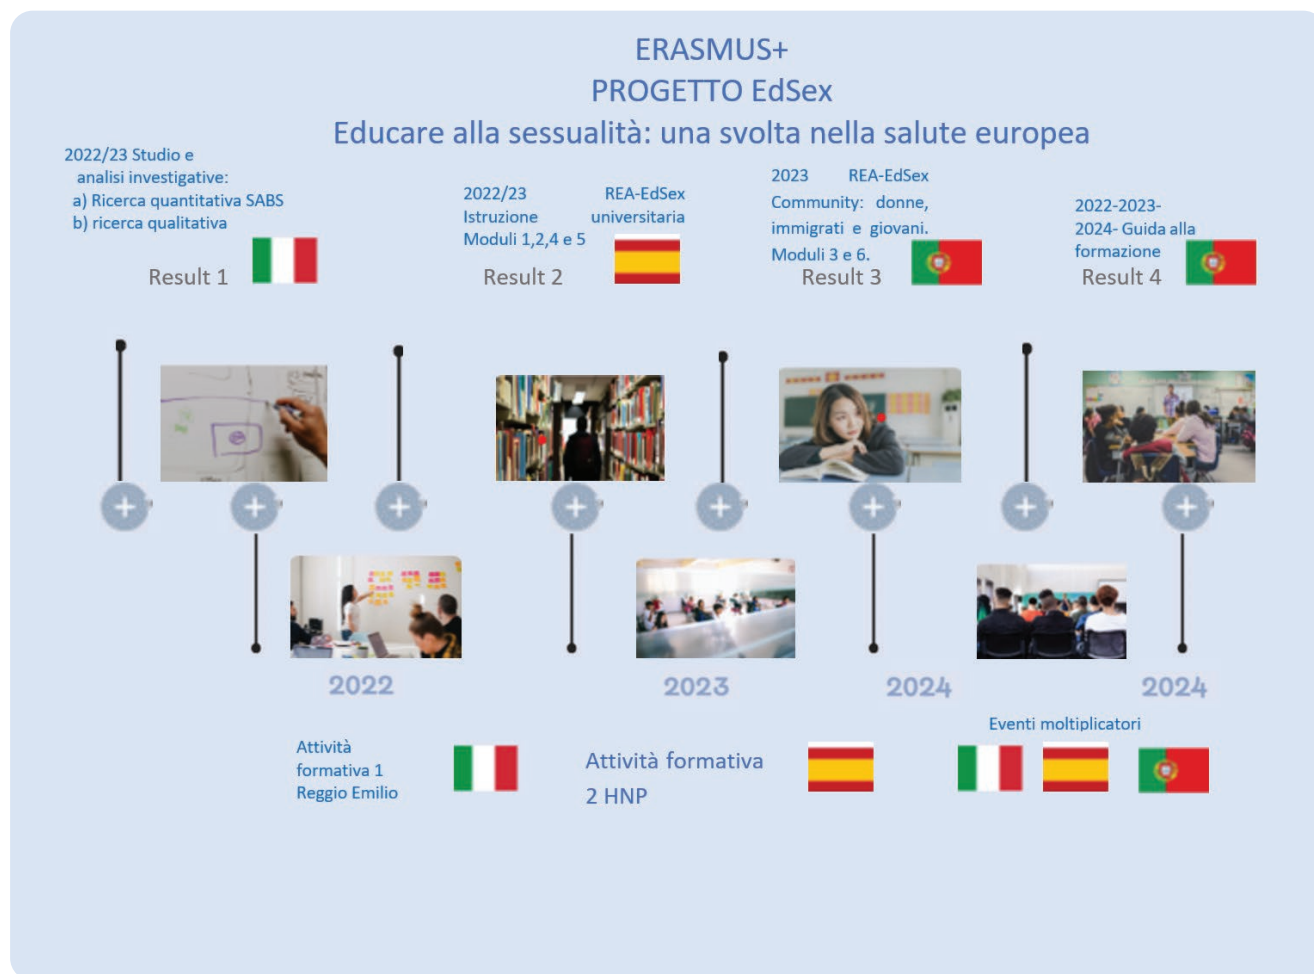 ERASMUS+
PROGETTO EdSex
Educare alla sessualità: una svolta nella salute europea
2022/23 Studio e
analisi investigative:
a) Ricerca quantitativa SABS
b) ricerca qualitativa
Result 1
2022/23 REA-EdSex
Istruzione universitaria
Moduli 1,2,4 e 5
Result 2
2023 REA-EdSex
Community: donne,
immigrati e giovani.
Moduli 3 e 6.
Result 3
2022-2023-
2024- Guida alla
formazione
Result 4
2022
2023
2024
2024
Attività
formativa 1
Reggio Emilio
Attività formativa
2 HNP
Eventi moltiplicatori